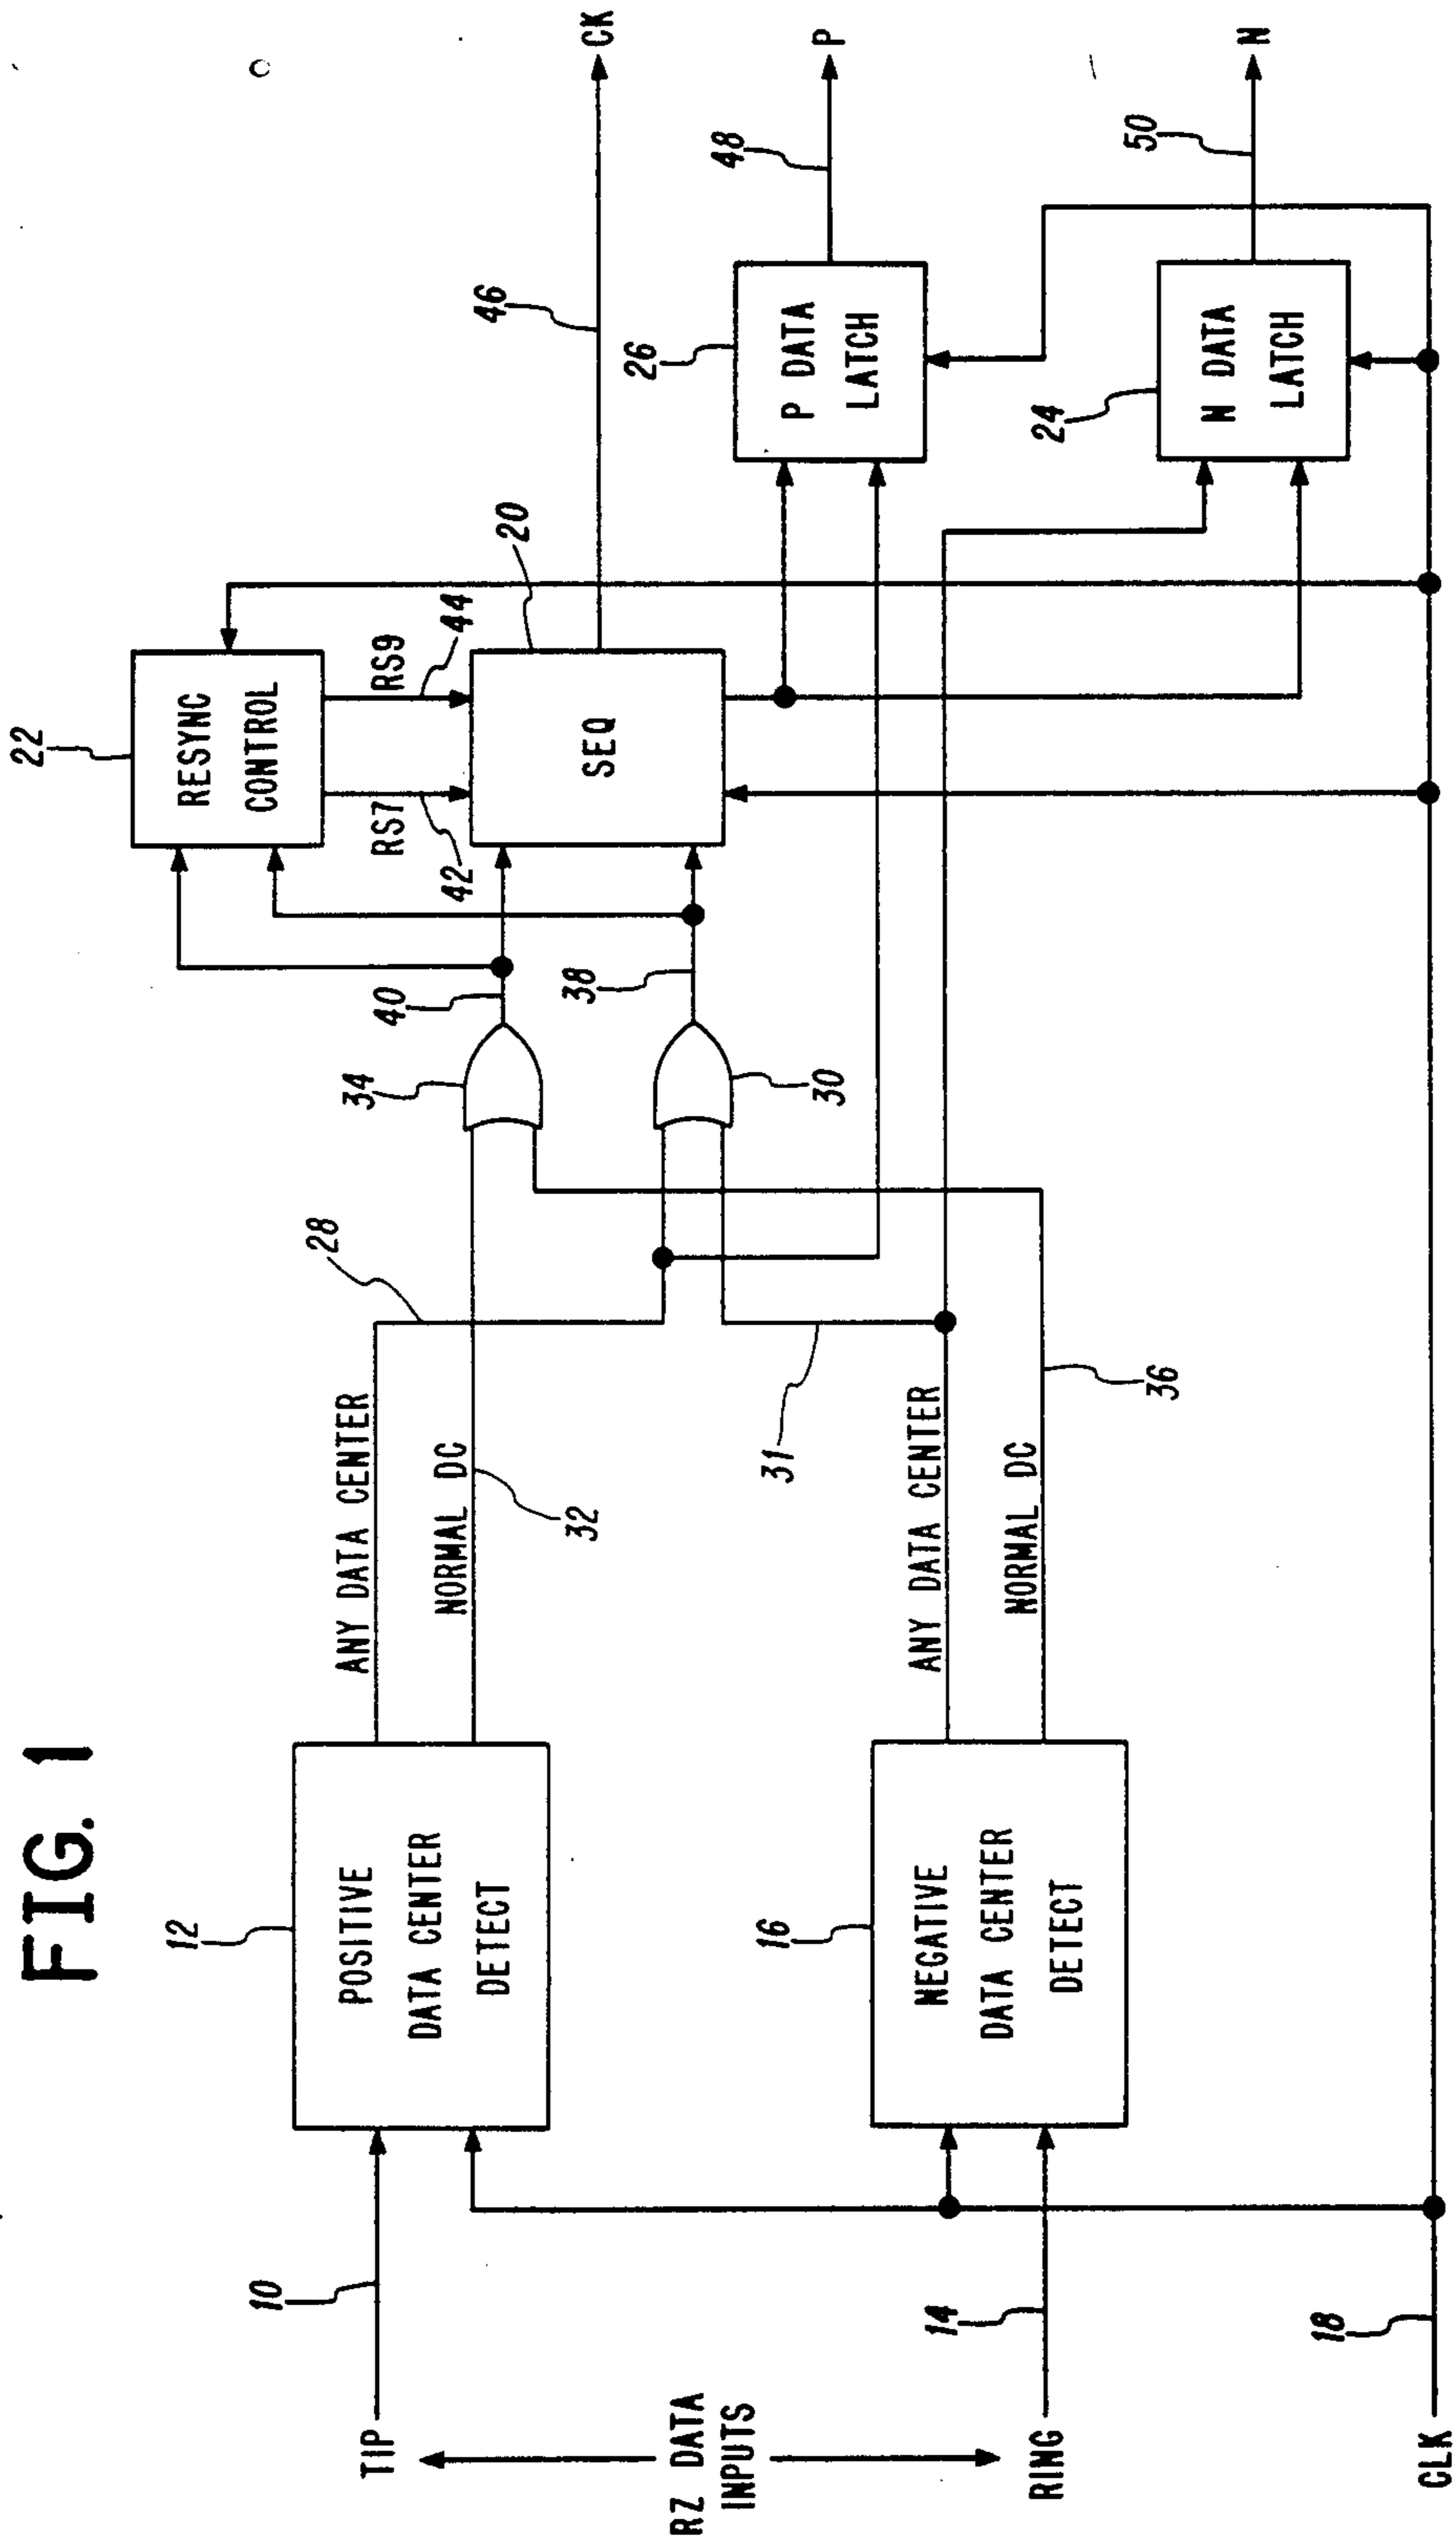 FIG. 1
TIP
10
12
POSITIVE
DATA CENTER
DETECT
ANY DATA CENTER
28
NORMAL DC
32
34
40
22
RESYNC
CONTROL
RS7
42
RS9
44
20
SEQ
46
CK
RZ DATA
INPUTS
38
30
26
P DATA
LATCH
48
P
RING
14
16
NEGATIVE
DATA CENTER
DETECT
ANY DATA CENTER
31
NORMAL DC
36
24
N DATA
LATCH
50
N
CLK
18